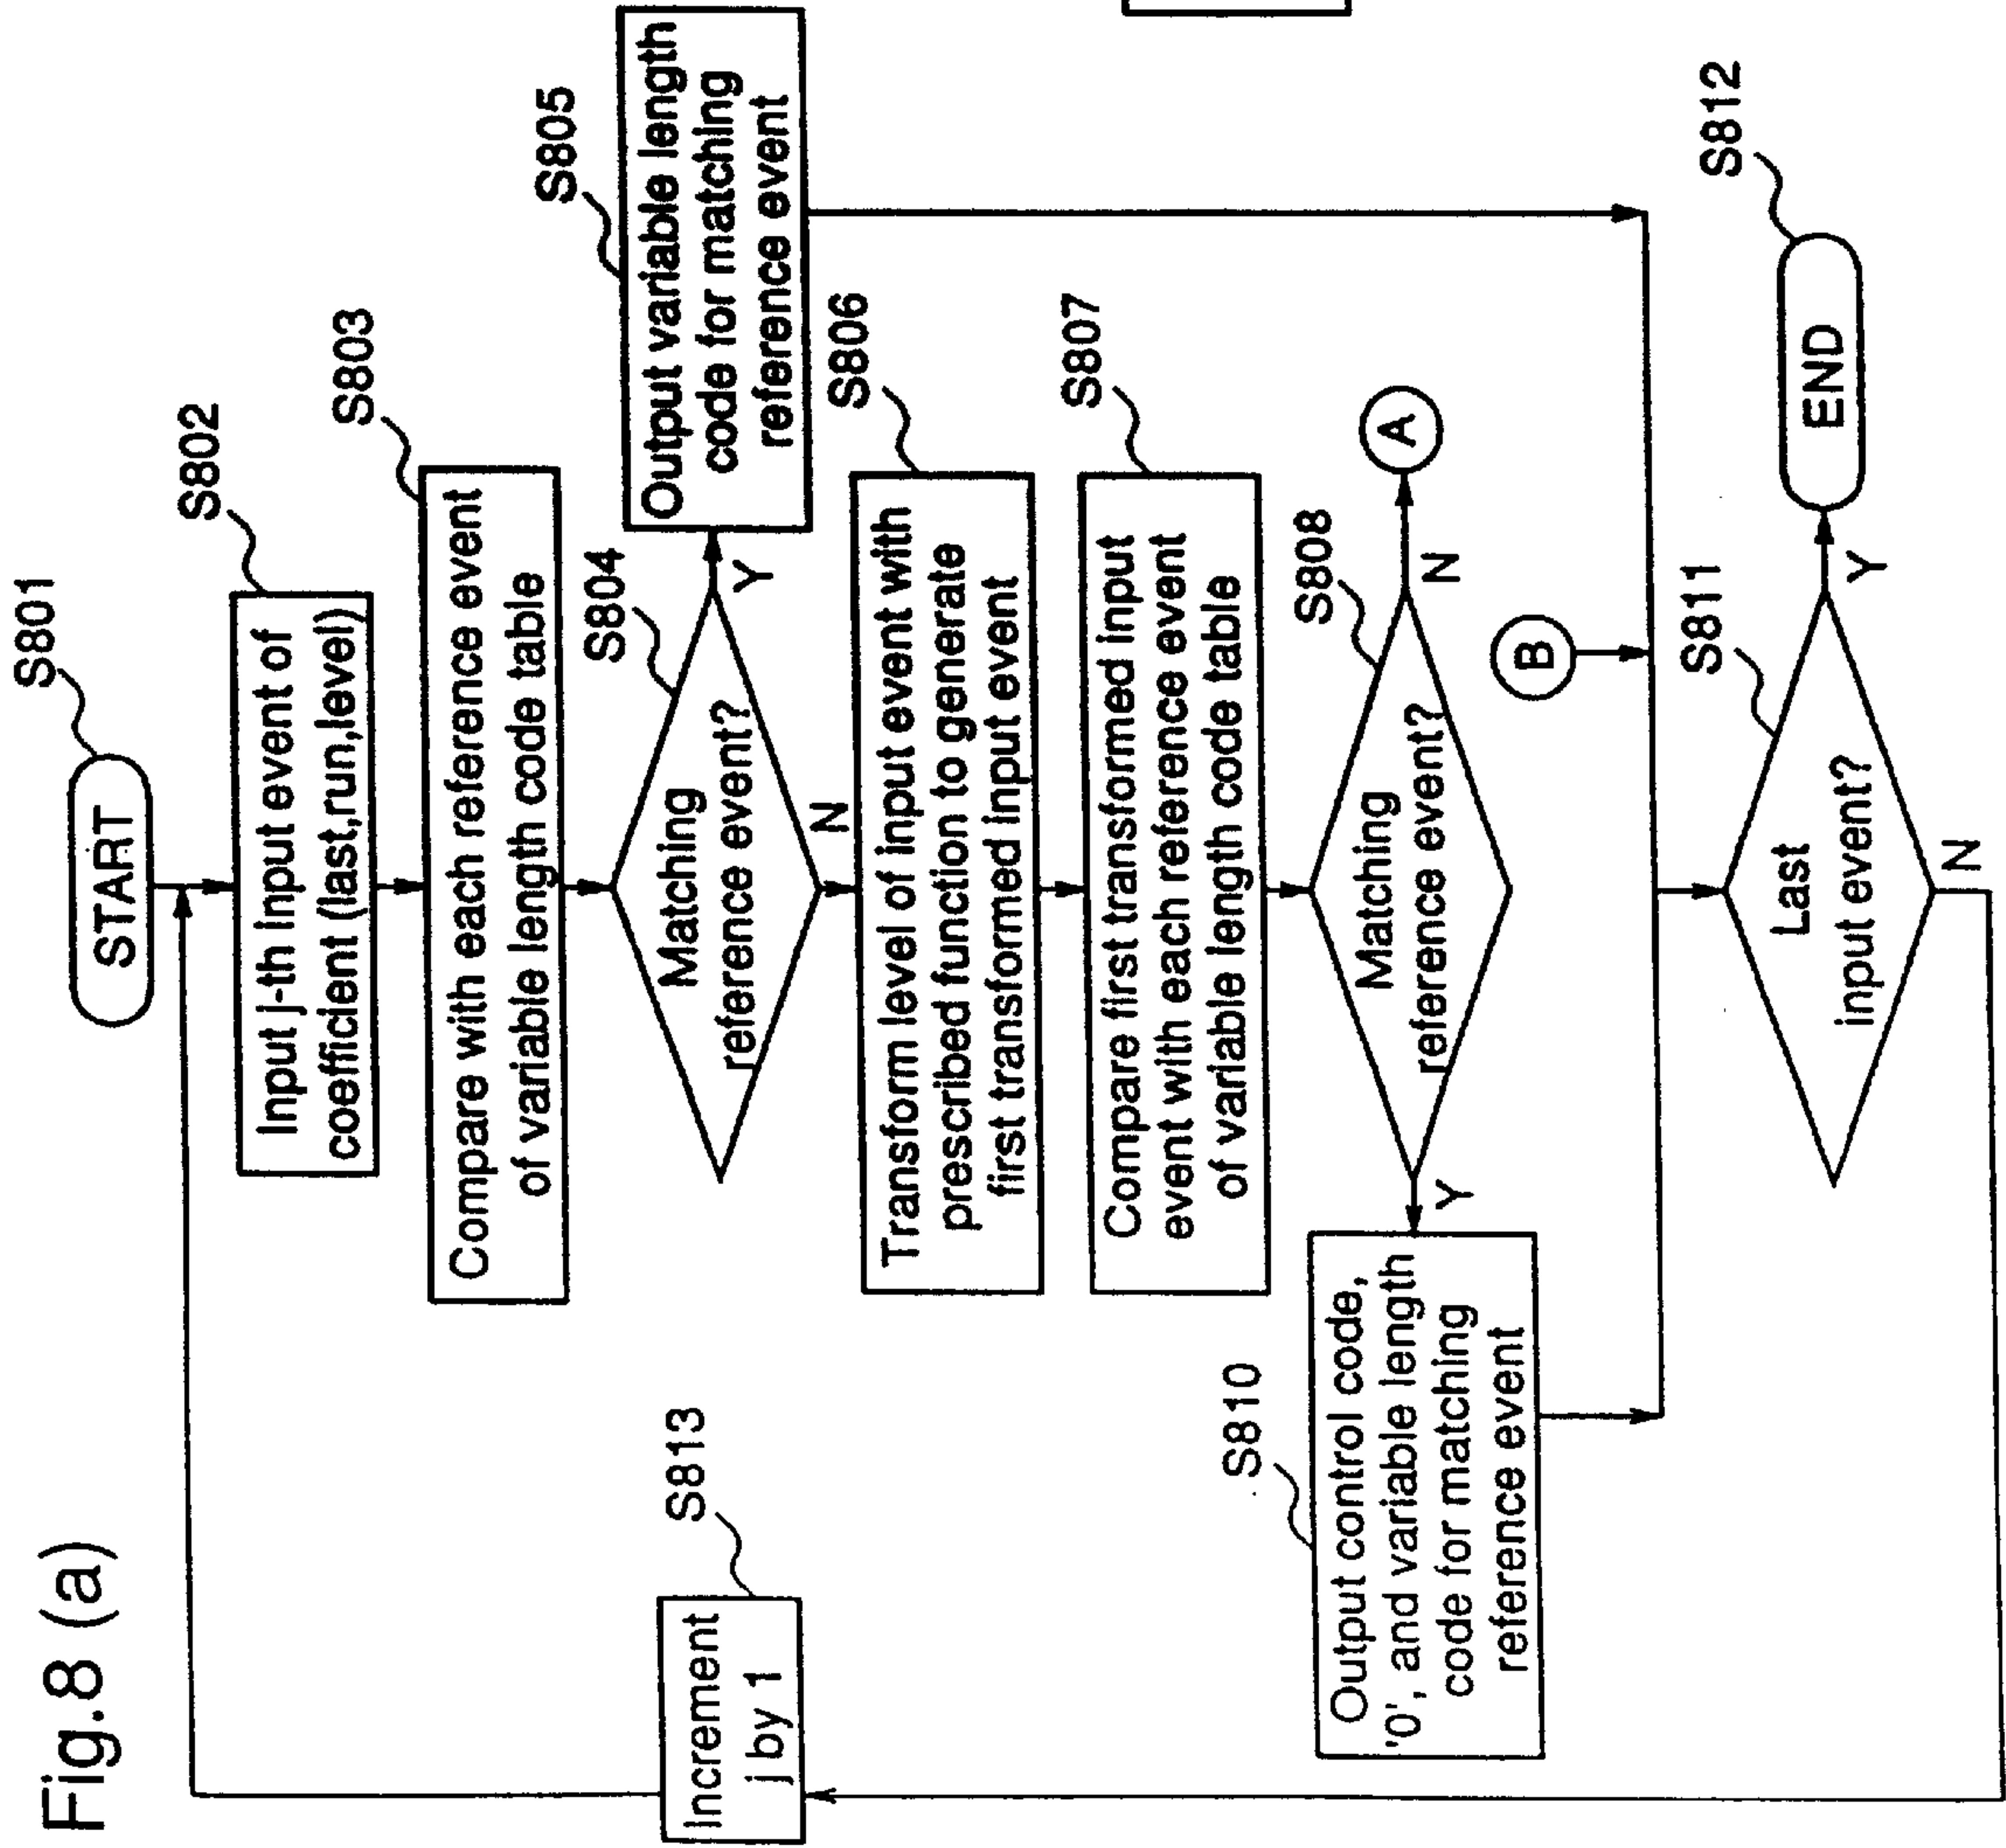 Fig.8 (a)
S801
START
S802
Input j-th input event of
coefficient (last,run,level)
S803
Compare with each reference event
of variable length code table
S804
Matching
reference event?
Y
N
S805
Output variable length
code for matching
reference event
S806
Transform level of input event with
prescribed function to generate
first transformed input event
S807
Compare first transformed input
event with each reference event
of variable length code table
S808
Matching
reference event?
N
A
Y
S810
Output control code,
'0', and variable length
code for matching
reference event
B
S811
Last
input event?
Y
N
S812
END
S813
Increment
j by 1